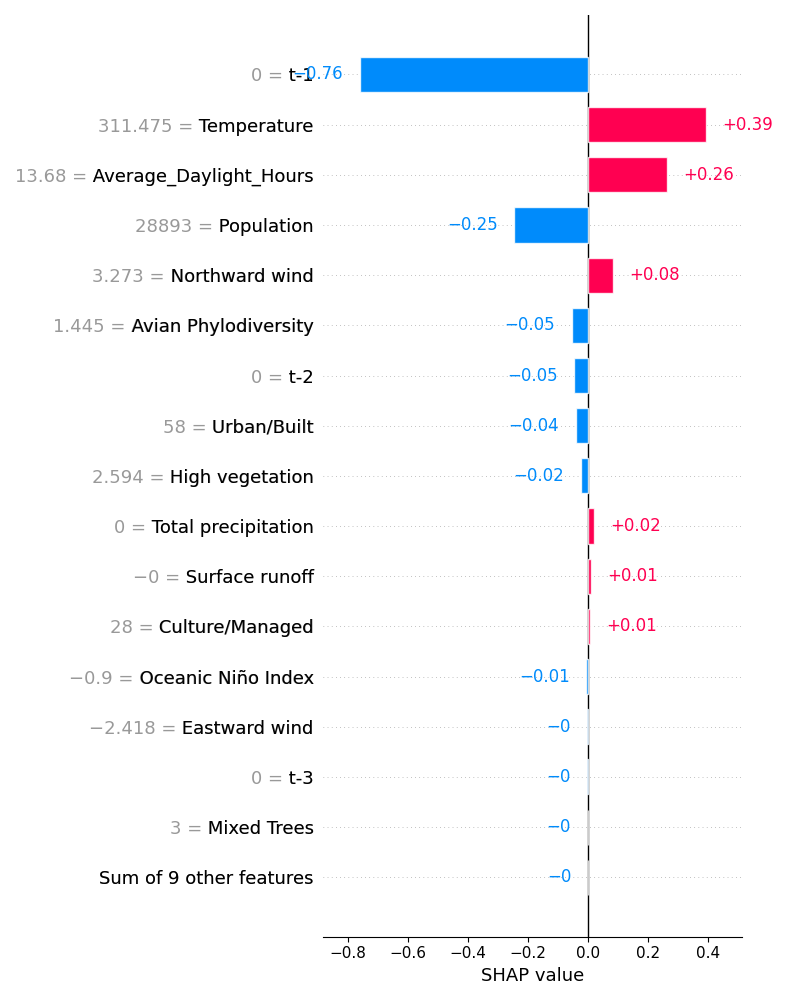 0 = t-1 −0.76
311.475 = Temperature +0.39
13.68 = Average_Daylight_Hours +0.26
28893 = Population −0.25
3.273 = Northward wind +0.08
1.445 = Avian Phylodiversity −0.05
0 = t-2 −0.05
58 = Urban/Built −0.04
2.594 = High vegetation −0.02
0 = Total precipitation +0.02
−0 = Surface runoff +0.01
28 = Culture/Managed +0.01
−0.9 = Oceanic Niño Index −0.01
−2.418 = Eastward wind −0
0 = t-3 −0
3 = Mixed Trees −0
Sum of 9 other features −0
−0.8 −0.6 −0.4 −0.2 0.0 0.2 0.4
SHAP value